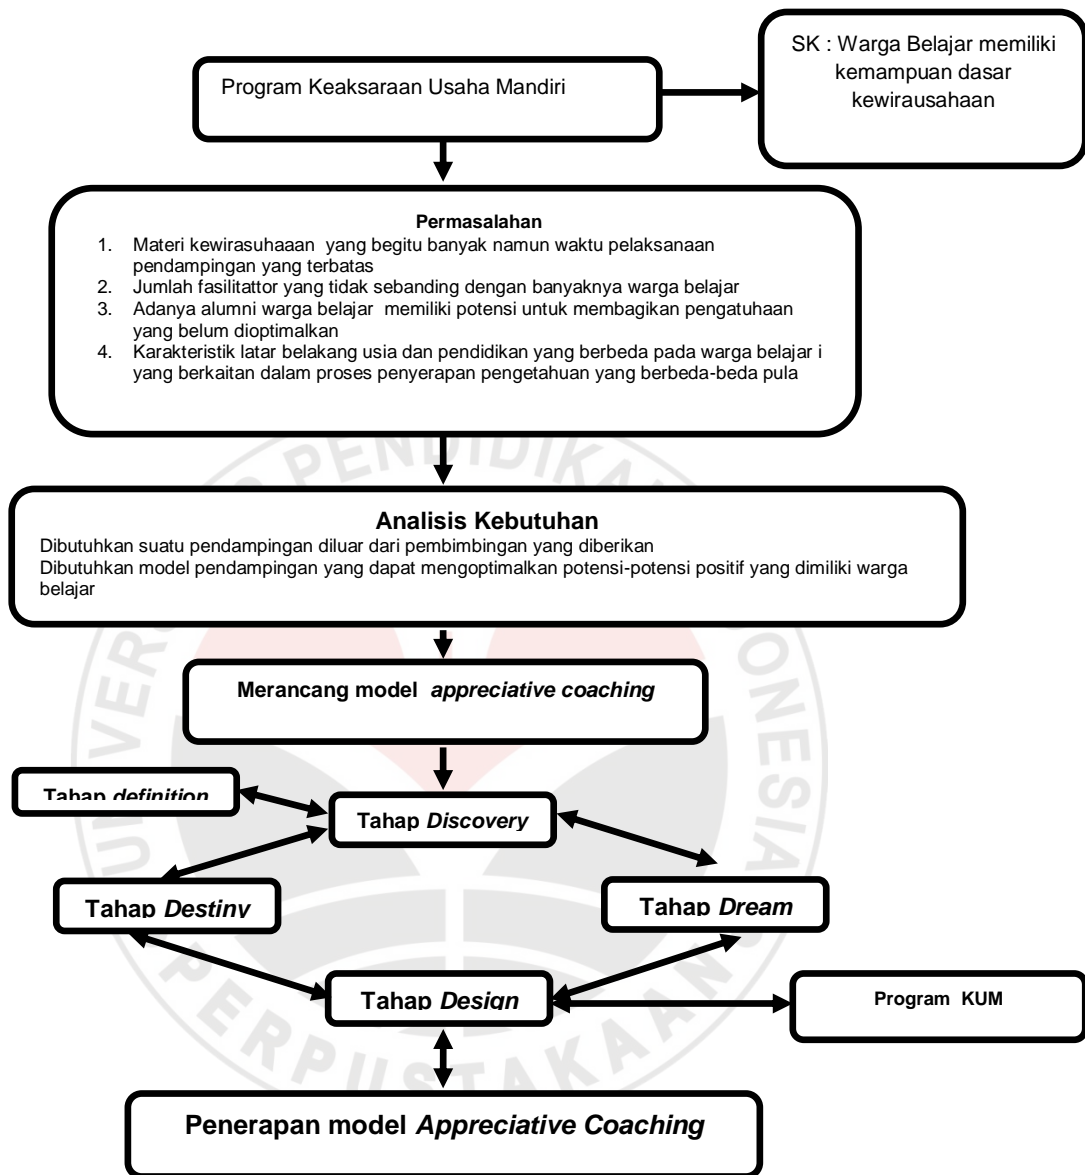 SK : Warga Belajar memiliki
kemampuan dasar
kewirausahaan
Program Keaksaraan Usaha Mandiri
Permasalahan
1. Materi kewirasuhaaan yang begitu banyak namun waktu pelaksanaan
pendampingan yang terbatas
2. Jumlah fasilitattor yang tidak sebanding dengan banyaknya warga belajar
3. Adanya alumni warga belajar memiliki potensi untuk membagikan pengatuhaan
yang belum dioptimalkan
4. Karakteristik latar belakang usia dan pendidikan yang berbeda pada warga belajar i
yang berkaitan dalam proses penyerapan pengetahuan yang berbeda-beda pula
Analisis Kebutuhan
Dibutuhkan suatu pendampingan diluar dari pembimbingan yang diberikan
Dibutuhkan model pendampingan yang dapat mengoptimalkan potensi-potensi positif yang dimiliki warga
belajar
Merancang model appreciative coaching
Tahap definition
Tahap Discovery
Tahap Destiny
Tahap Dream
Tahap Design
Program KUM
Penerapan model Appreciative Coaching
PERPUSTAKAAN